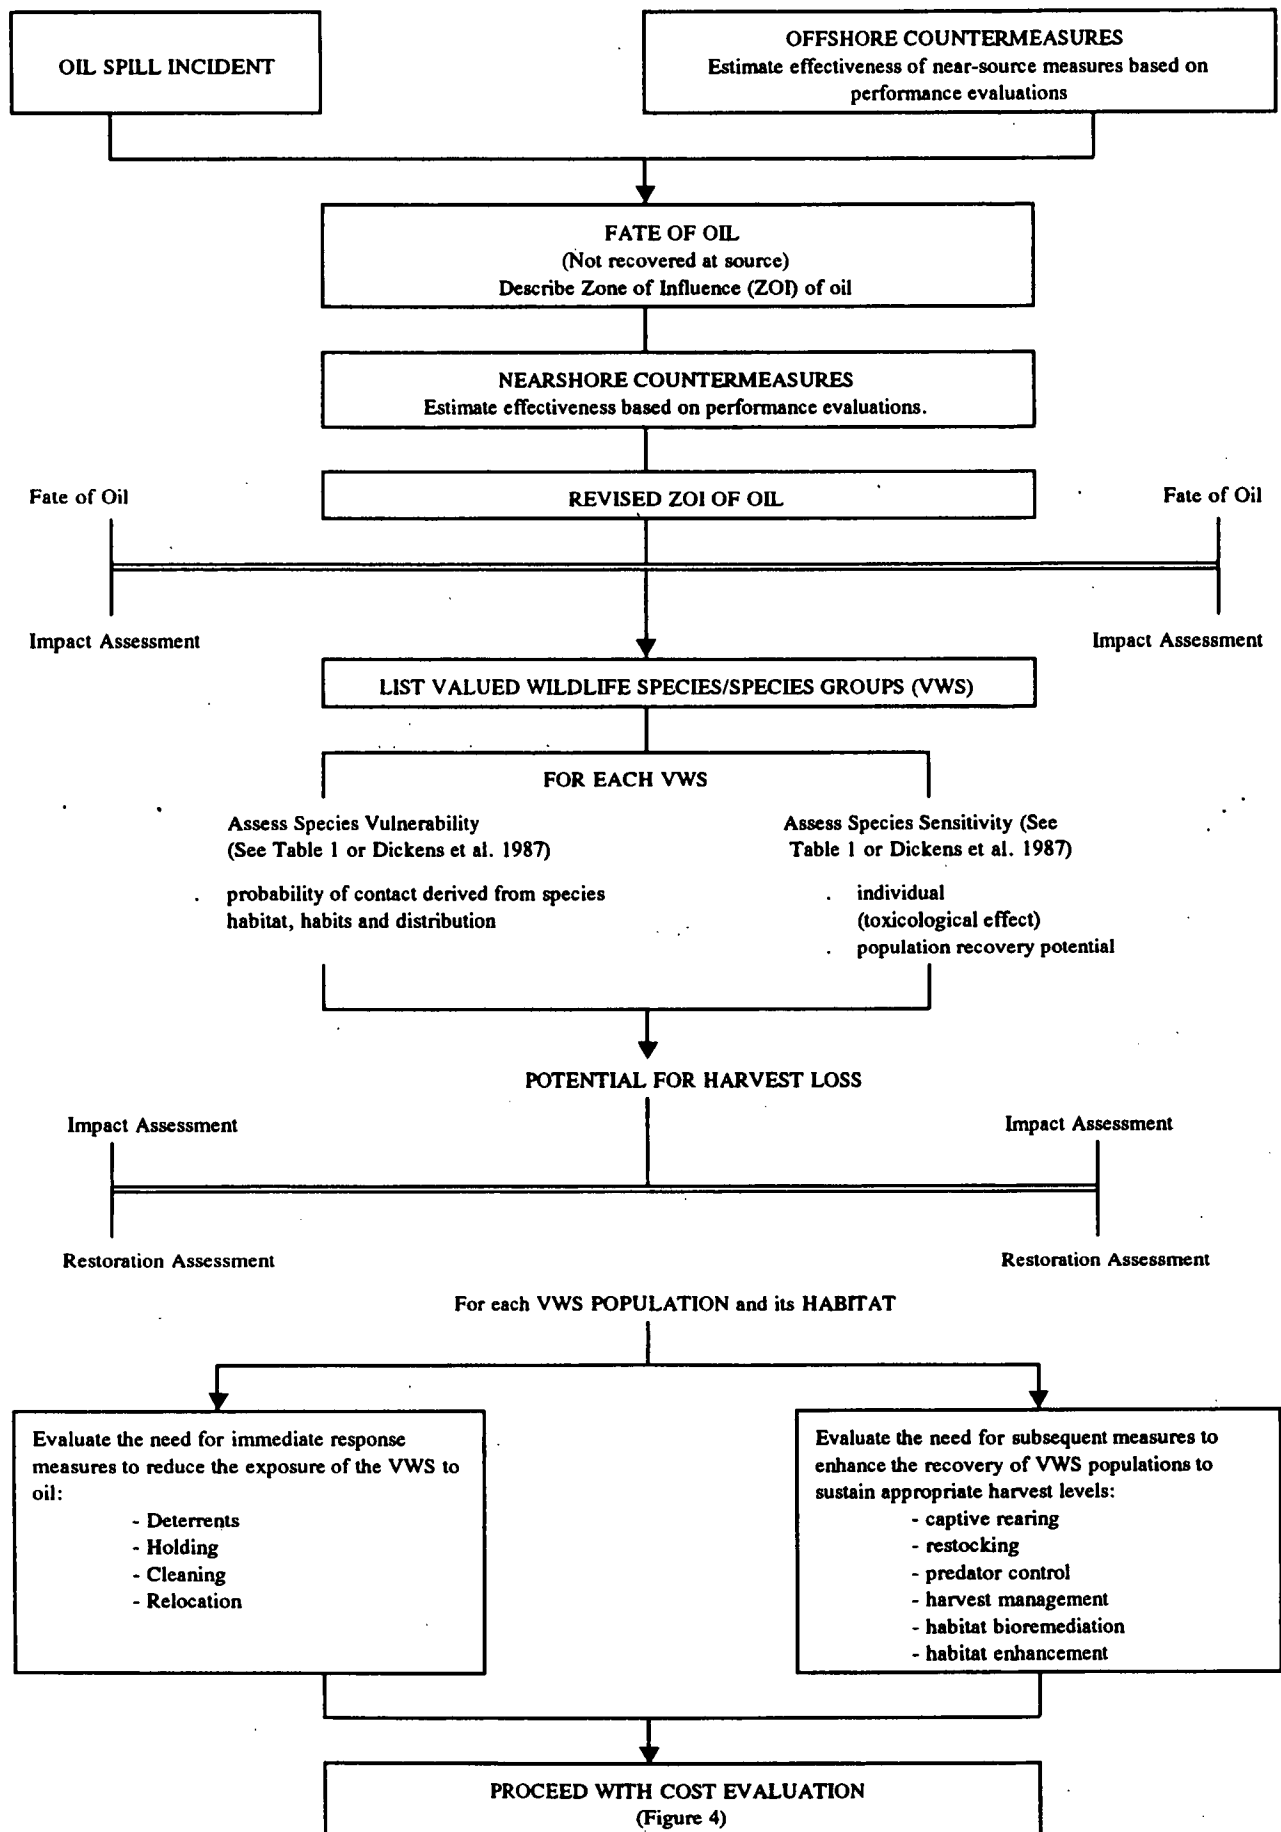 OIL SPILL INCIDENT
OFFSHORE COUNTERMEASURES
Estimate effectiveness of near-source measures based on
performance evaluations
FATE OF OIL
(Not recovered at source)
Describe Zone of Influence (ZOI) of oil
NEARSHORE COUNTERMEASURES
Estimate effectiveness based on performance evaluations.
Fate of Oil
REVISED ZOI OF OIL
Fate of Oil
Impact Assessment
Impact Assessment
LIST VALUED WILDLIFE SPECIES/SPECIES GROUPS (VWS)
FOR EACH VWS
Assess Species Vulnerability
(See Table 1 or Dickens et al. 1987)
. probability of contact derived from species
habitat, habits and distribution
Assess Species Sensitivity (See
Table 1 or Dickens et al. 1987)
. individual
(toxicological effect)
. population recovery potential
POTENTIAL FOR HARVEST LOSS
Impact Assessment
Impact Assessment
Restoration Assessment
Restoration Assessment
For each VWS POPULATION and its HABITAT
Evaluate the need for immediate response
measures to reduce the exposure of the VWS to
oil:
- Deterrents
- Holding
- Cleaning
- Relocation
Evaluate the need for subsequent measures to
enhance the recovery of VWS populations to
sustain appropriate harvest levels:
- captive rearing
- restocking
- predator control
- harvest management
- habitat bioremediation
- habitat enhancement
PROCEED WITH COST EVALUATION
(Figure 4)